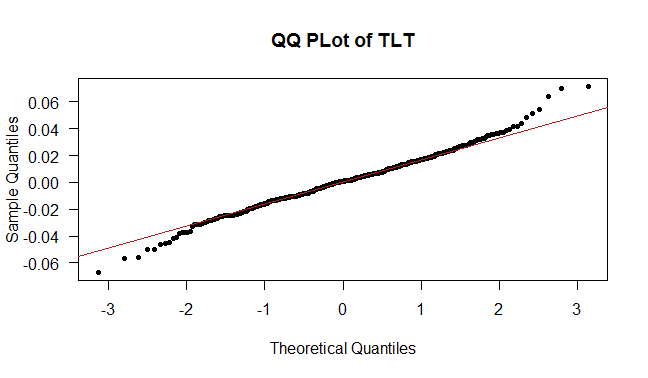 QQ PLot of TLT
Sample Quantiles
0.06
0.04
0.02
0.00
-0.02
-0.04
-0.06
-3 -2 -1 0 1 2 3
Theoretical Quantiles